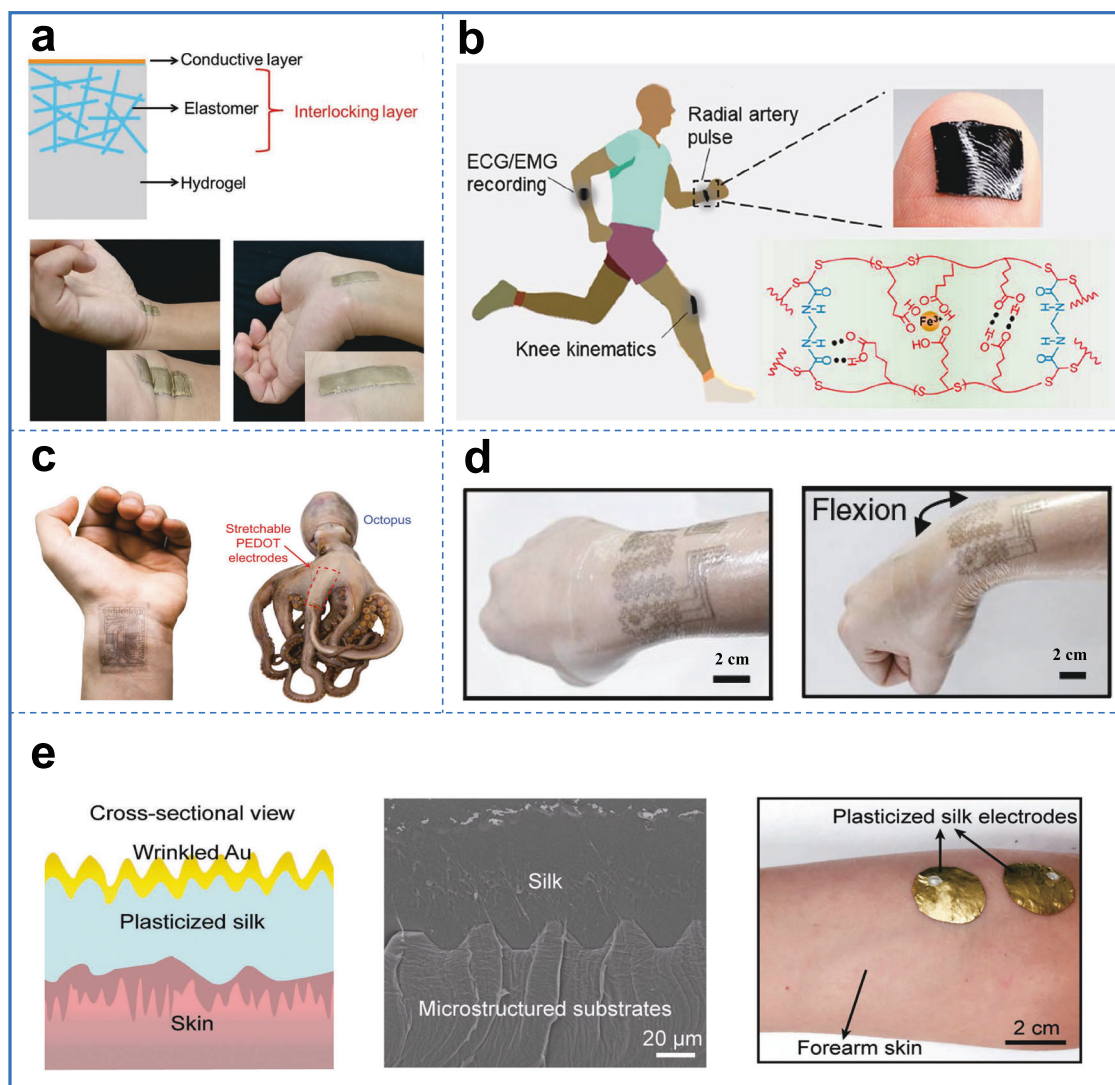 a
Conductive layer
Elastomer
Interlocking layer
Hydrogel
b
ECG/EMG
recording
Radial artery
pulse
Knee kinematics
Fe3+
c
Stretchable
PEDOT
electrodes
Octopus
d
2 cm
Flexion
2 cm
e
Cross-sectional view
Wrinkled Au
Plasticized silk
Skin
Silk
Microstructured substrates
20 μm
Plasticized silk electrodes
Forearm skin
2 cm